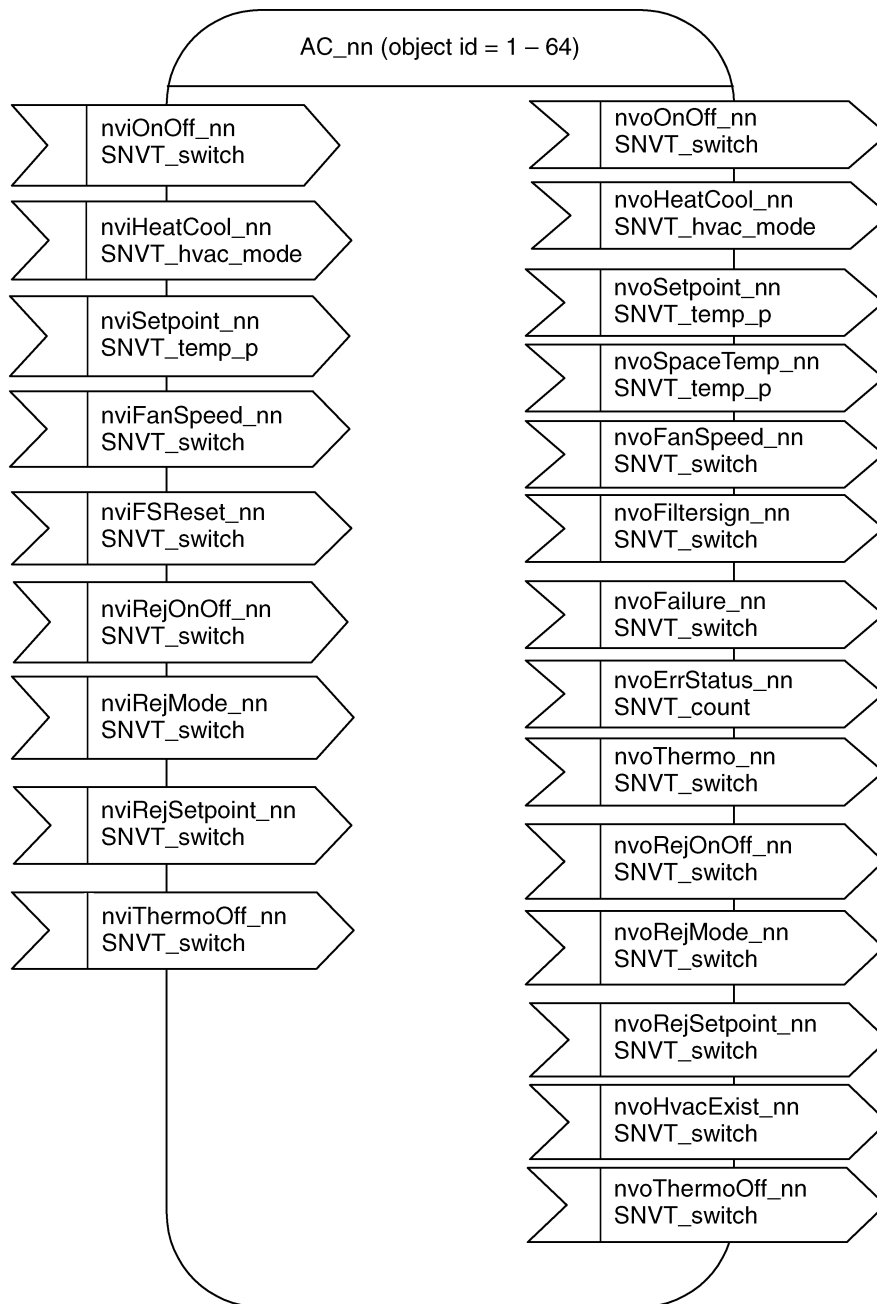 AC_nn (object id = 1 – 64)
nviOnOff_nn
SNVT_switch
nviHeatCool_nn
SNVT_hvac_mode
nviSetpoint_nn
SNVT_temp_p
nviFanSpeed_nn
SNVT_switch
nviFSReset_nn
SNVT_switch
nviRejOnOff_nn
SNVT_switch
nviRejMode_nn
SNVT_switch
nviRejSetpoint_nn
SNVT_switch
nviThermoOff_nn
SNVT_switch
nvoOnOff_nn
SNVT_switch
nvoHeatCool_nn
SNVT_hvac_mode
nvoSetpoint_nn
SNVT_temp_p
nvoSpaceTemp_nn
SNVT_temp_p
nvoFanSpeed_nn
SNVT_switch
nvoFiltersign_nn
SNVT_switch
nvoFailure_nn
SNVT_switch
nvoErrStatus_nn
SNVT_count
nvoThermo_nn
SNVT_switch
nvoRejOnOff_nn
SNVT_switch
nvoRejMode_nn
SNVT_switch
nvoRejSetpoint_nn
SNVT_switch
nvoHvacExist_nn
SNVT_switch
nvoThermoOff_nn
SNVT_switch